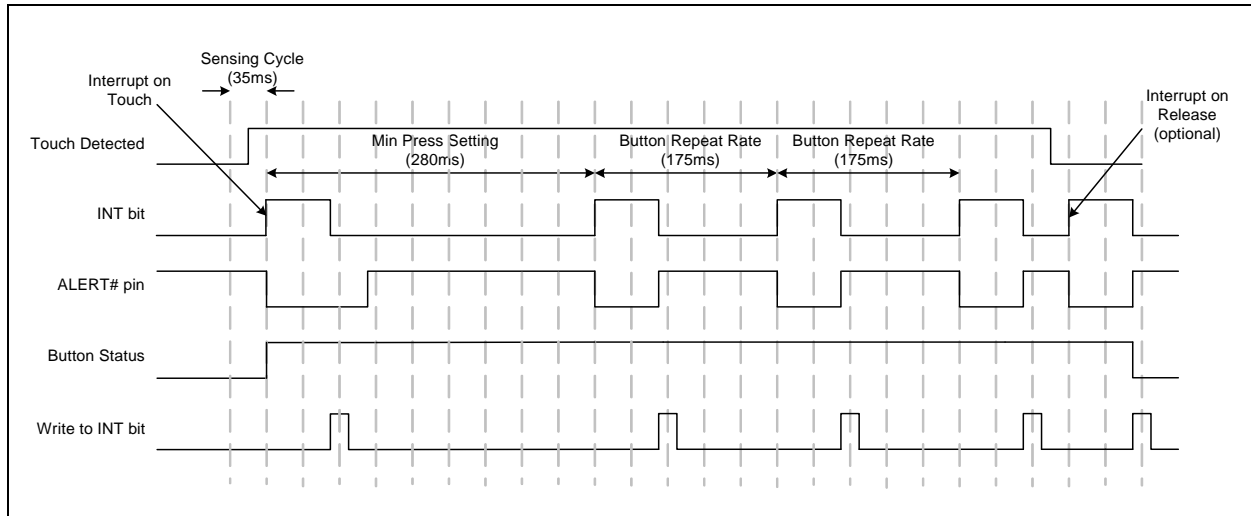 Sensing Cycle
(35ms)
Interrupt on
Touch
Interrupt on
Release
(optional)
Touch Detected
Min Press Setting
(280ms)
Button Repeat Rate
(175ms)
Button Repeat Rate
(175ms)
INT bit
ALERT# pin
Button Status
Write to INT bit